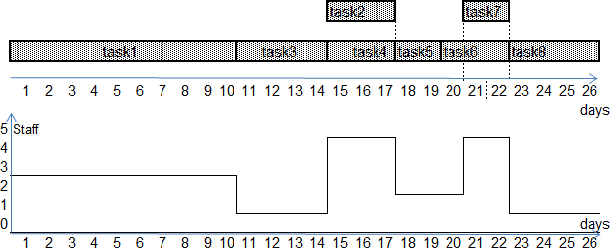 task2 task7
task1 task3 task4 task5 task6 task8
1 2 3 4 5 6 7 8 9 10 11 12 13 14 15 16 17 18 19 20 21 22 23 24 25 26
days
5 Staff
4
3
2
1
0 days
1 2 3 4 5 6 7 8 9 10 11 12 13 14 15 16 17 18 19 20 21 22 23 24 25 26